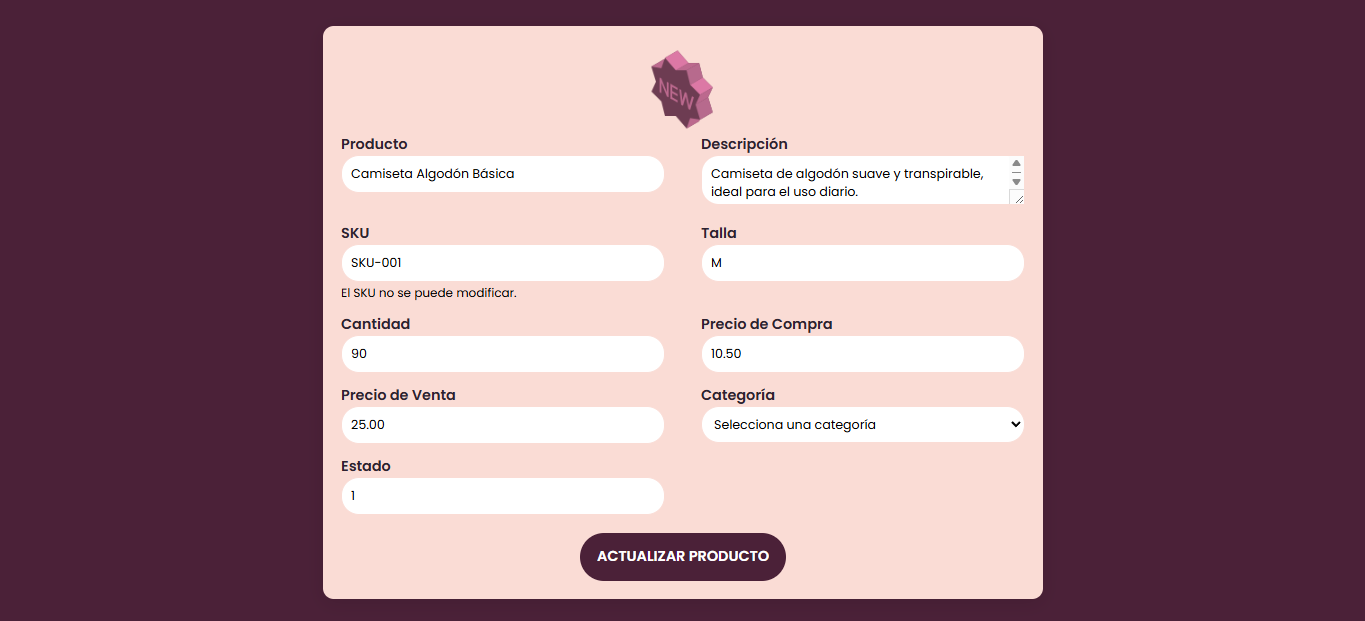 NEW
Producto
Descripción
Camiseta Algodón Básica
Camiseta de algodón suave y transpirable,
ideal para el uso diario.
SKU
Talla
SKU-001
M
El SKU no se puede modificar.
Cantidad
Precio de Compra
90
10.50
Precio de Venta
Categoría
25.00
Selecciona una categoría
Estado
1
ACTUALIZAR PRODUCTO